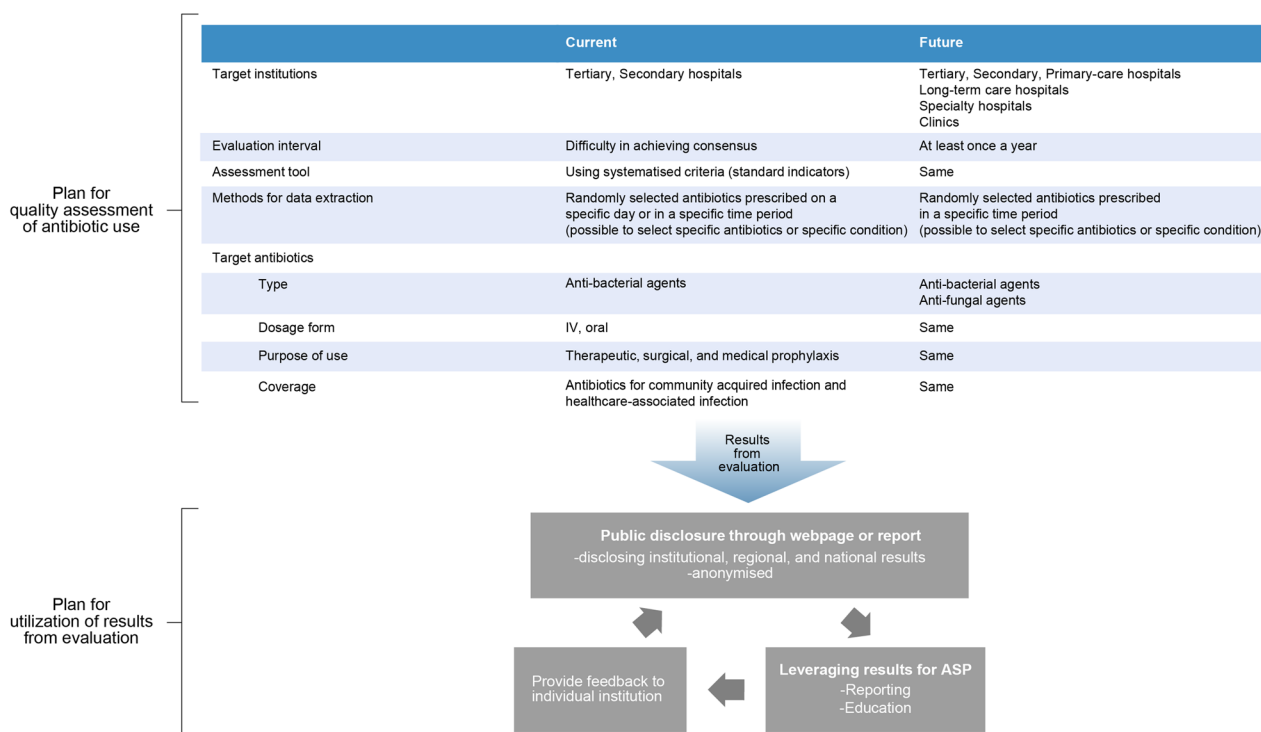 Current Future
Target institutions Tertiary, Secondary hospitals Tertiary, Secondary, Primary-care hospitals
Long-term care hospitals
Specialty hospitals
Clinics
Evaluation interval Difficulty in achieving consensus At least once a year
Assessment tool Using systematised criteria (standard indicators) Same
Methods for data extraction Randomly selected antibiotics prescribed on a Randomly selected antibiotics prescribed
specific day or in a specific time period in a specific time period
(possible to select specific antibiotics or specific condition) (possible to select specific antibiotics or specific condition)
Target antibiotics
Type Anti-bacterial agents Anti-bacterial agents
Anti-fungal agents
Dosage form IV, oral Same
Purpose of use Therapeutic, surgical, and medical prophylaxis Same
Coverage Antibiotics for community acquired infection and Same
healthcare-associated infection
Plan for
quality assessment
of antibiotic use
Results
from
evaluation
Public disclosure through webpage or report
-disclosing institutional, regional, and national results
-anonymised
Plan for
utilization of results
from evaluation
Provide feedback to
individual institution
Leveraging results for ASP
-Reporting
-Education